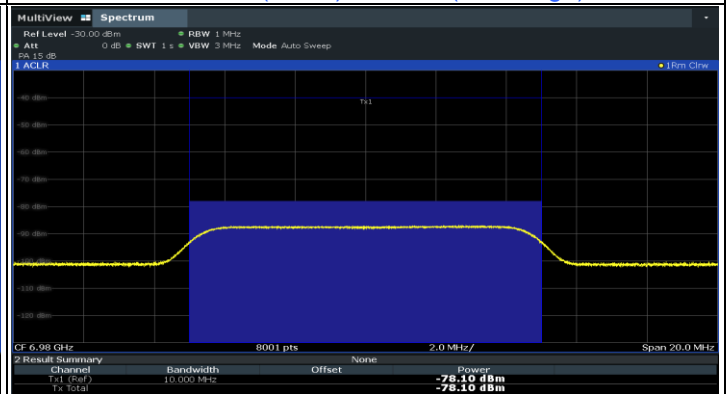 MultiView Spectrum
Ref Level -30.00 dBm RBW 1 MHz
Att 0 dB SWT 1 s VBW 3 MHz Mode Auto Sweep
PA 15 dB
1 ACLR 1Rm Clrw
-40 dBm
Tx1
-50 dBm
-60 dBm
-70 dBm
-80 dBm
-90 dBm
-100 dBm
-110 dBm
-120 dBm
CF 6.98 GHz 8001 pts 2.0 MHz/ Span 20.0 MHz
2 Result Summary None
Channel Bandwidth Offset Power
Tx1 (Ref) 10.000 MHz -78.10 dBm
Tx Total -78.10 dBm